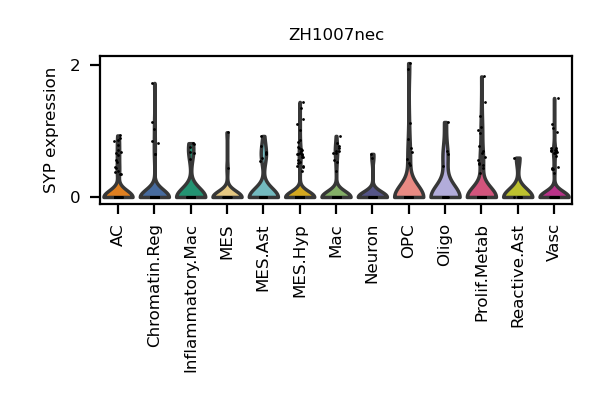 ZH1007nec
SYP expression
2
0
AC
Chromatin.Reg
Inflammatory.Mac
MES
MES.Ast
MES.Hyp
Mac
Neuron
OPC
Oligo
Prolif.Metab
Reactive.Ast
Vasc